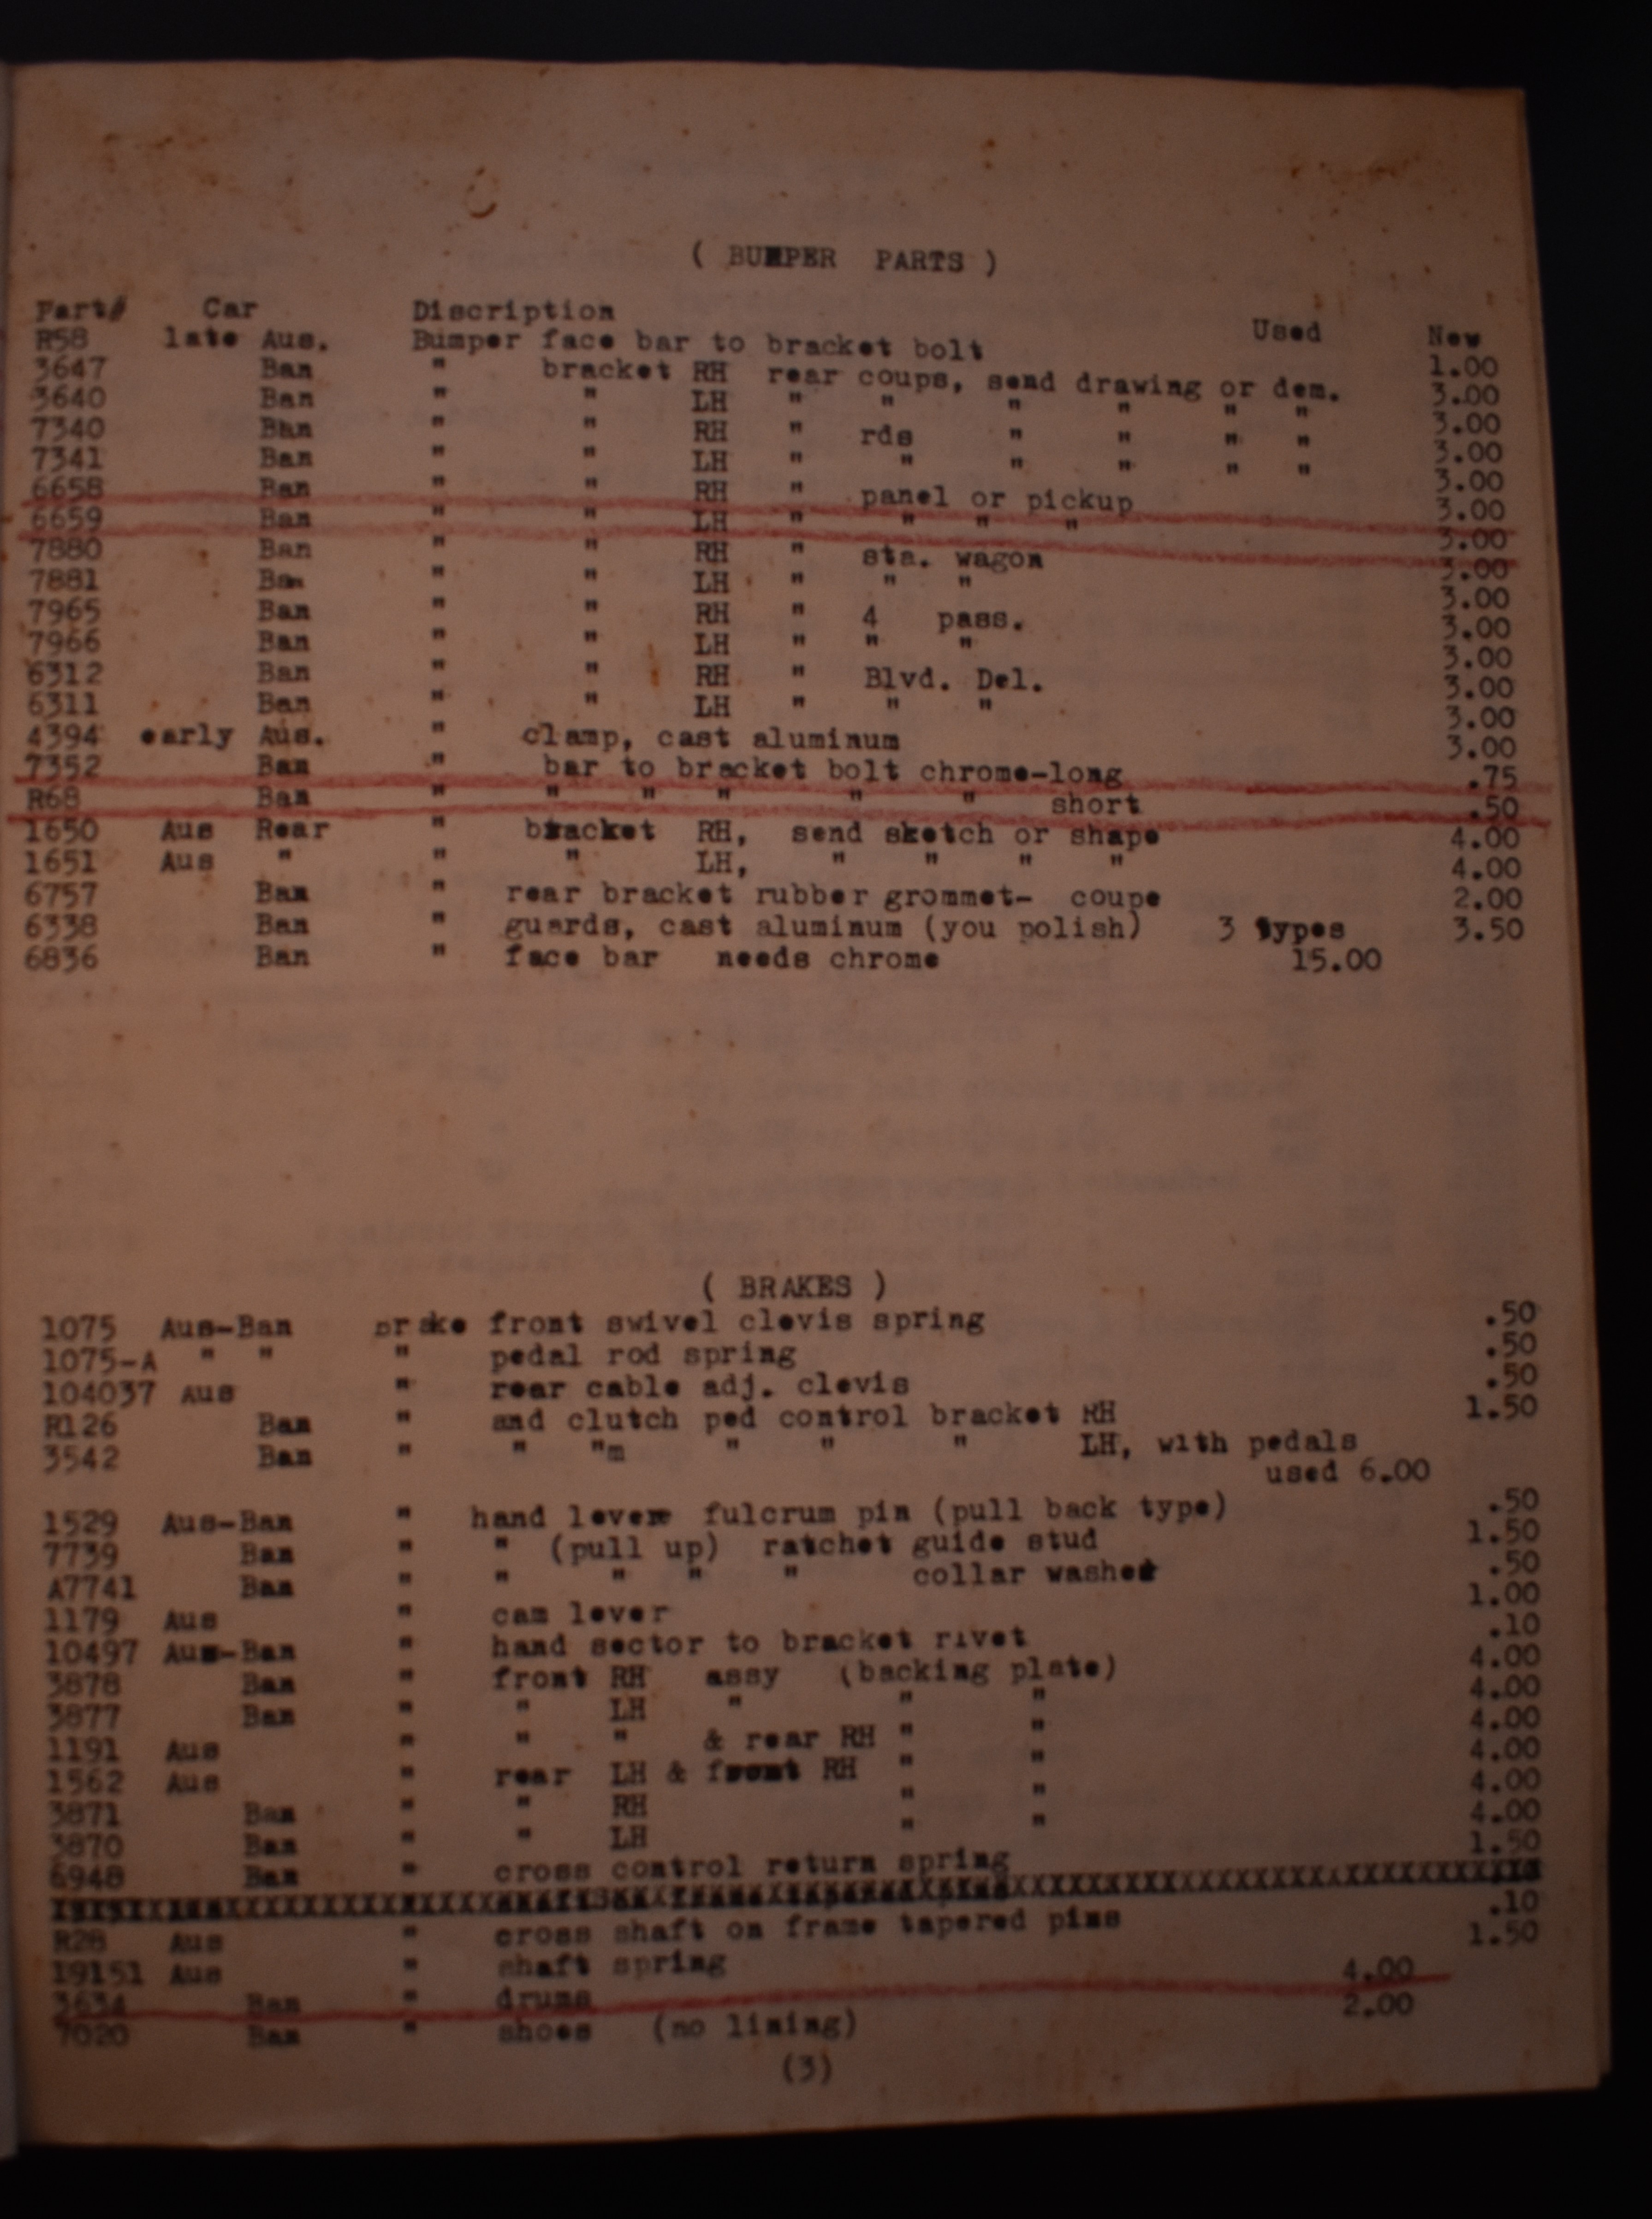 ( BUMPER PARTS )
Part# Car Discription Used New
R58 late Aus. Bumper face bar to bracket bolt 1.00
3647 Ban " bracket RH rear coups, send drawing or dem. 3.00
3640 Ban " " LH " " " " " " 3.00
7340 Ban " " RH " rds " " " " 3.00
7341 Ban " " LH " " " " " " 3.00
6658 Ban " " RH " panel or pickup 3.00
6659 Ban " " LH " " " " 3.00
7880 Ban " " RH " sta. wagon 3.00
7881 Ban " " LH " " " 3.00
7965 Ban " " RH " 4 pass. 3.00
7966 Ban " " LH " " " 3.00
6312 Ban " " RH " Blvd. Del. 3.00
6311 Ban " " LH " " " 3.00
4394 early Aus. " clamp, cast aluminum 3.00
7352 Ban " bar to bracket bolt chrome-long .75
R68 Ban " " " " " " short .50
1650 Aus Rear " bracket RH, send sketch or shape 4.00
1651 Aus " " " LH, " " " " 4.00
6757 Ban " rear bracket rubber grommet- coupe 2.00
6338 Ban " guards, cast aluminum (you polish) 3 types 3.50
6836 Ban " face bar needs chrome 15.00
( BRAKES )
1075 Aus-Ban brake front swivel clevis spring .50
1075-A " " " pedal rod spring .50
104037 Aus " rear cable adj. clevis .50
R126 Ban " and clutch ped control bracket RH 1.50
3542 Ban " " "m " " " LH, with pedals
used 6.00
1529 Aus-Ban " hand lever fulcrum pin (pull back type) .50
7739 Ban " " (pull up) ratchet guide stud 1.50
A7741 Ban " " " " " collar washer .50
1179 Aus " cam lever 1.00
10497 Aus-Ban " hand sector to bracket rivet .10
3878 Ban " front RH assy (backing plate) 4.00
3877 Ban " " LH " " " 4.00
1191 Aus " " " & rear RH " " 4.00
1562 Aus " rear LH & front RH " " 4.00
3871 Ban " " RH " " 4.00
3870 Ban " " LH " " 4.00
6948 Ban " cross control return spring 1.50
R28 Aus " cross shaft on frame tapered pins .10
19151 Aus " shaft spring 1.50
3634 Ban " drums 4.00
7020 Ban " shoes (no lining) 2.00
(3)